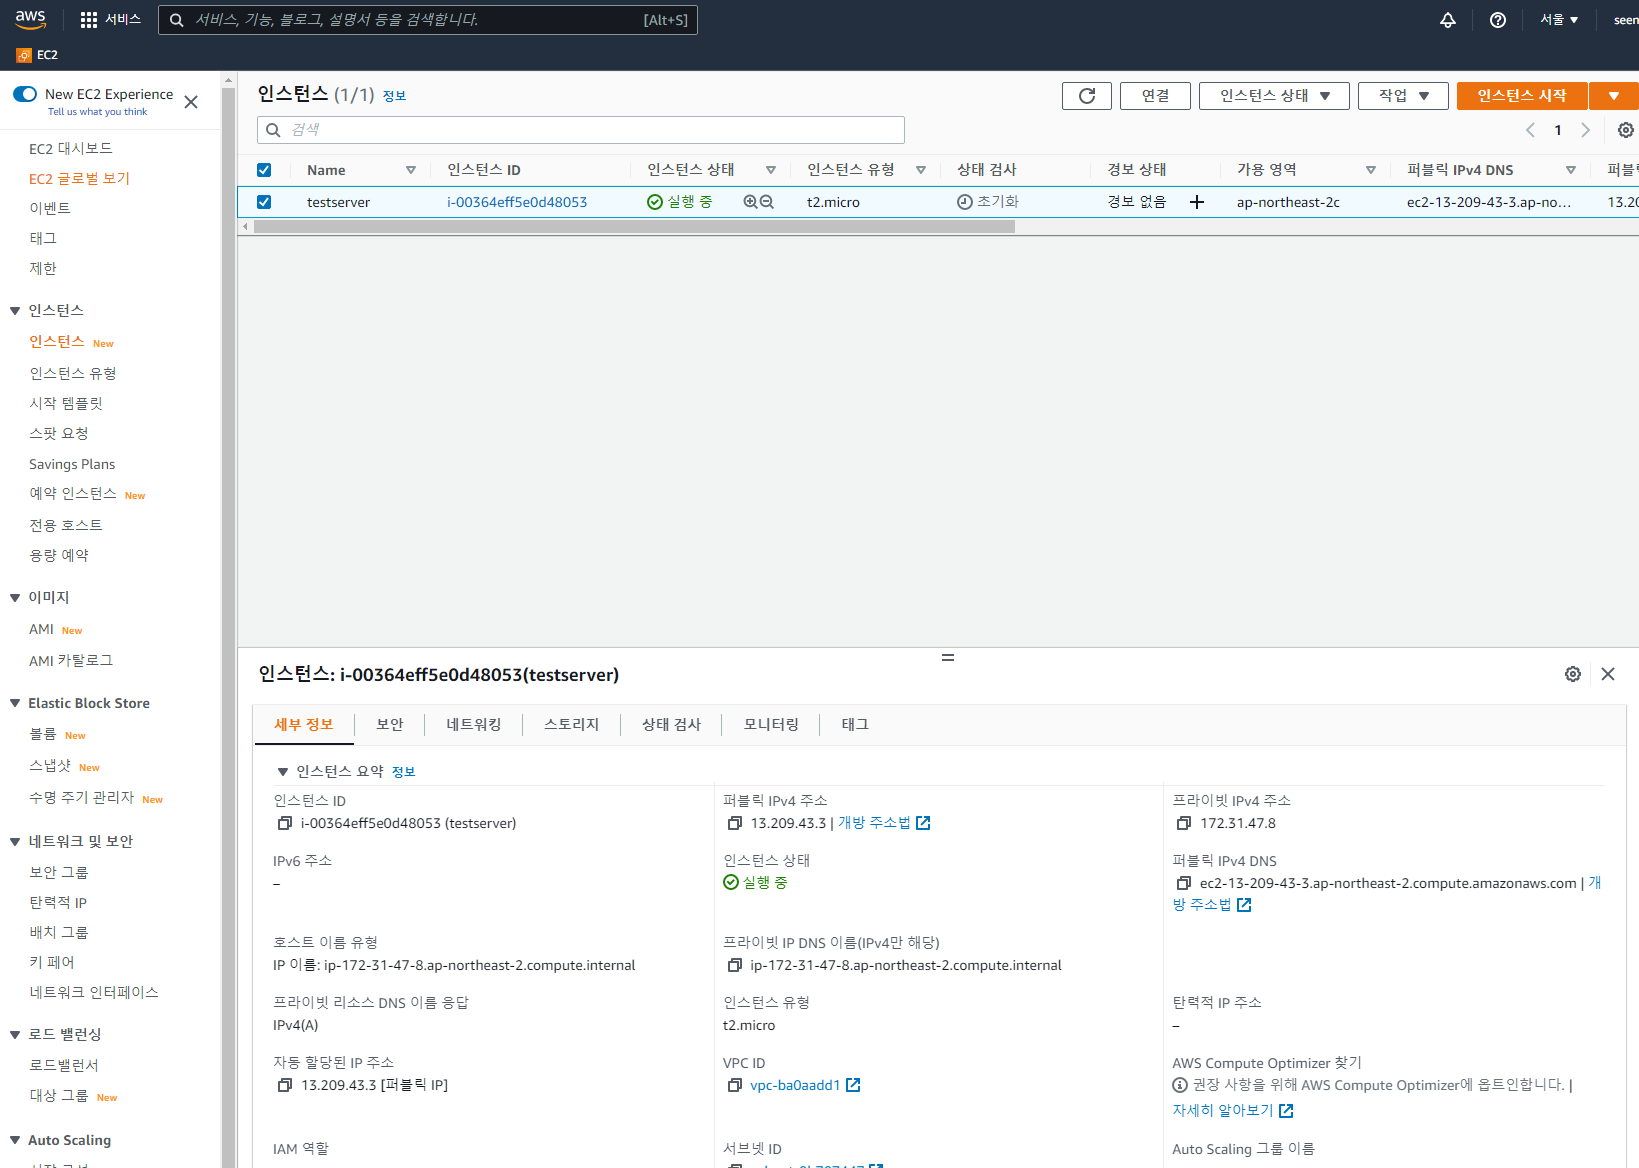 aws
서비스
서비스, 기능, 블로그, 설명서 등을 검색합니다.
[Alt+S]
서울 ▼
seen
EC2
New EC2 Experience
Tell us what you think
EC2 대시보드
EC2 글로벌 보기
이벤트
태그
제한
▼ 인스턴스
인스턴스 New
인스턴스 유형
시작 템플릿
스팟 요청
Savings Plans
예약 인스턴스 New
전용 호스트
용량 예약
▼ 이미지
AMI New
AMI 카탈로그
▼ Elastic Block Store
볼륨 New
스냅샷 New
수명 주기 관리자 New
▼ 네트워크 및 보안
보안 그룹
탄력적 IP
배치 그룹
키 페어
네트워크 인터페이스
▼ 로드 밸런싱
로드밸런서
대상 그룹 New
▼ Auto Scaling
인스턴스 (1/1) 정보
연결
인스턴스 상태 ▼
작업 ▼
인스턴스 시작
검색
1
Name 인스턴스 ID 인스턴스 상태 인스턴스 유형 상태 검사 경보 상태 가용 영역 퍼블릭 IPv4 DNS
testserver i-00364eff5e0d48053 실행 중 t2.micro 초기화 경보 없음 + ap-northeast-2c ec2-13-209-43-3.ap-no... 13.20
인스턴스: i-00364eff5e0d48053(testserver)
세부 정보 보안 네트워킹 스토리지 상태 검사 모니터링 태그
▼ 인스턴스 요약 정보
인스턴스 ID
i-00364eff5e0d48053 (testserver)
퍼블릭 IPv4 주소
13.209.43.3 | 개방 주소법
프라이빗 IPv4 주소
172.31.47.8
IPv6 주소
–
인스턴스 상태
실행 중
퍼블릭 IPv4 DNS
ec2-13-209-43-3.ap-northeast-2.compute.amazonaws.com | 개
방 주소법
호스트 이름 유형
IP 이름: ip-172-31-47-8.ap-northeast-2.compute.internal
프라이빗 IP DNS 이름(IPv4만 해당)
ip-172-31-47-8.ap-northeast-2.compute.internal
프라이빗 리소스 DNS 이름 응답
IPv4(A)
인스턴스 유형
t2.micro
탄력적 IP 주소
–
자동 할당된 IP 주소
13.209.43.3 [퍼블릭 IP]
VPC ID
vpc-ba0aadd1
AWS Compute Optimizer 찾기
권장 사항을 위해 AWS Compute Optimizer에 옵트인합니다. |
자세히 알아보기
IAM 역할
서브넷 ID
Auto Scaling 그룹 이름